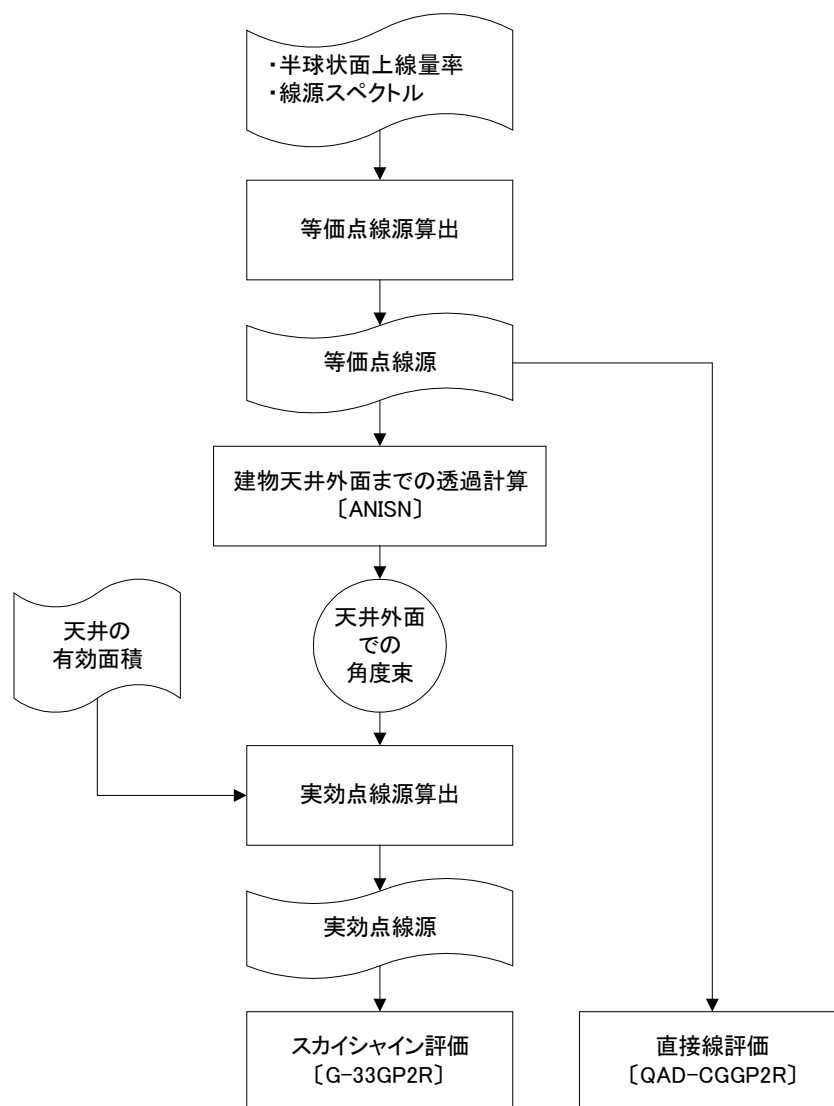 ・半球状面上線量率
・線源スペクトル
等価点線源算出
等価点線源
建物天井外面までの透過計算
〔ANISN〕
天井の
有効面積
天井外面
での
角度束
実効点線源算出
実効点線源
スカイシャイン評価
〔G-33GP2R〕
直接線評価
〔QAD-CGGP2R〕